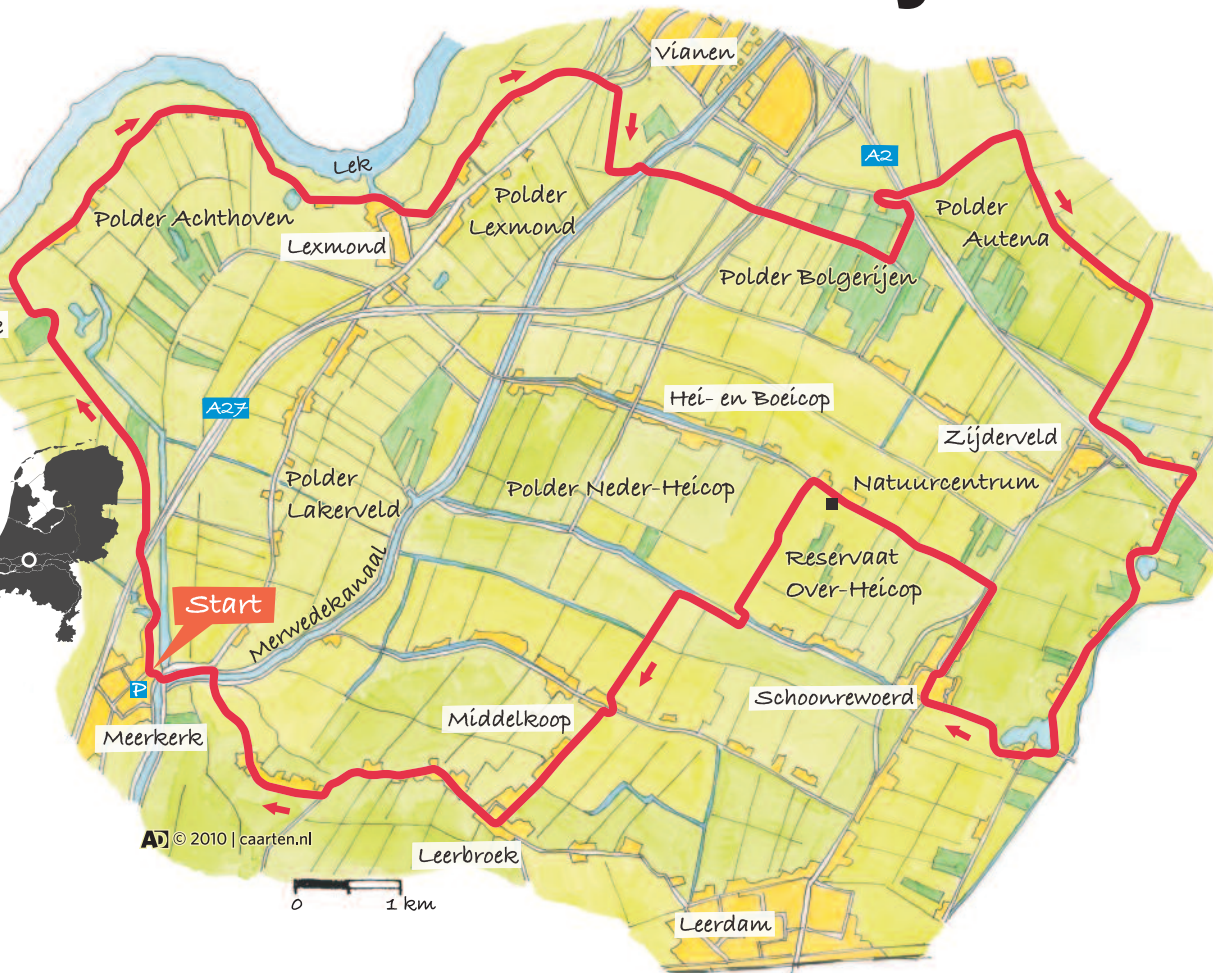 Vianen
A2
Lek
Polder
Lexmond
Polder
Autena
Polder Achthoven
Lexmond
Polder Bolgerijen
A27
Hei- en Boeicop
Zijderveld
Polder
Lakerveld
Polder Neder-Heicop
Natuurcentrum
Reservaat
Over-Heicop
Merwedekanaal
Start
P
Meerkerk
Middelkoop
Schoonrewoerd
AD © 2010 | caarten.nl
Leerbroek
0 1 km
Leerdam